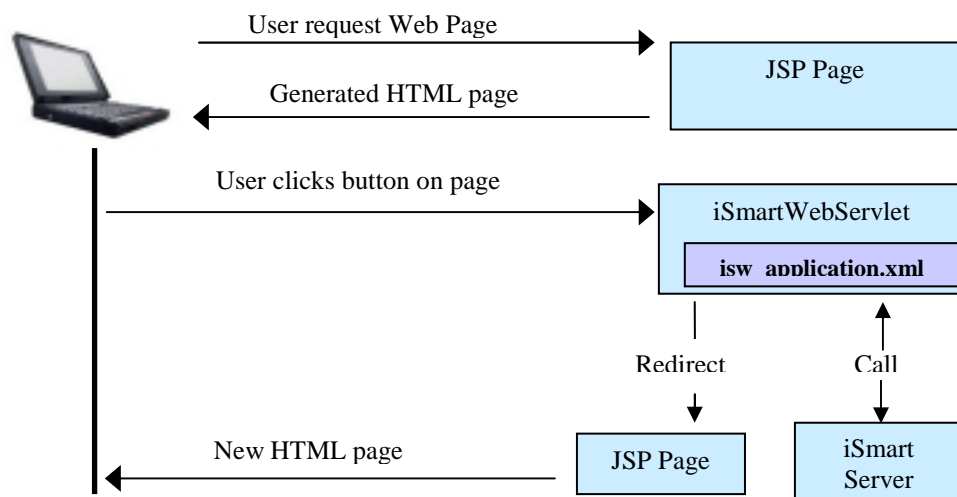 User request Web Page
JSP Page
Generated HTML page
User clicks button on page
iSmartWebServlet
isw_application.xml
Redirect
Call
New HTML page
JSP Page
iSmart
Server